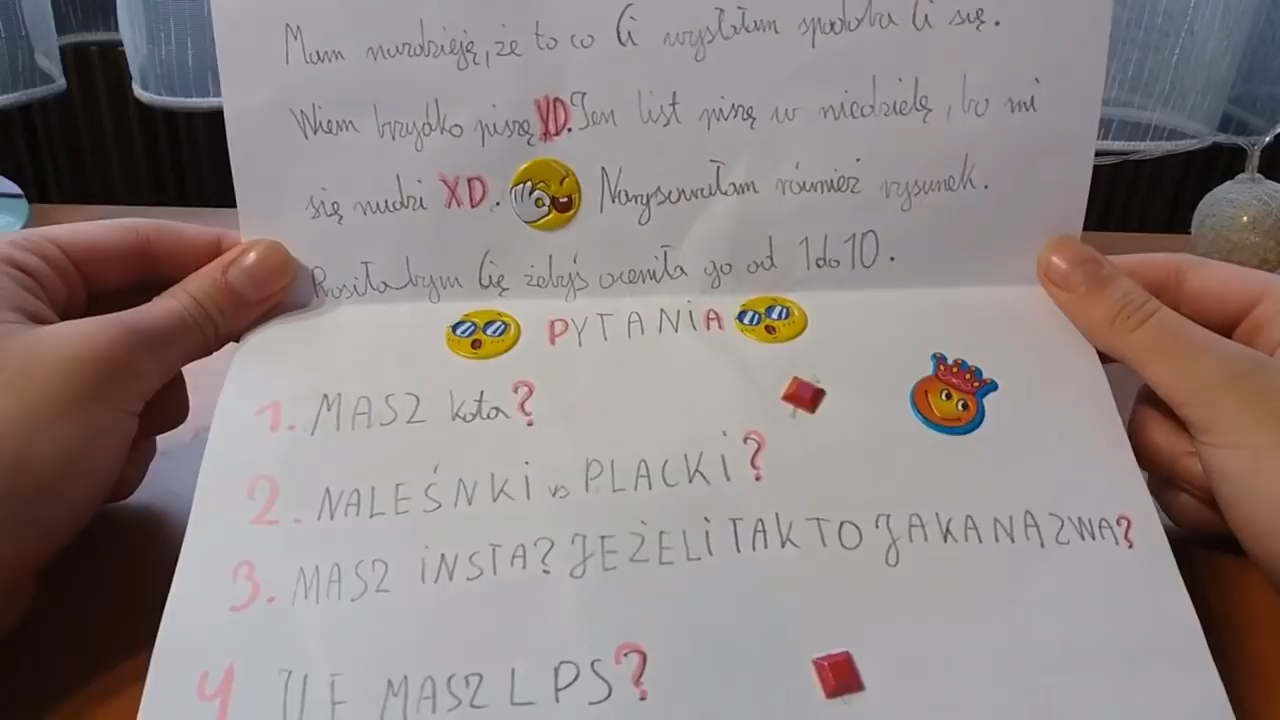 Mam nardzieję, że to co Ci wysłałam spodoba Ci się.
Wiem brzydko piszę XD. Ten list piszę w niedzielę, bo mi
się nudzi XD. Narysowałam również rysunek.
Prosiłabym Cię żebyś oceniła go od 1 do 10.
PYTANIA
1. MASZ kota?
2. NALEŚNKI vs PLACKI?
3. MASZ INSTA? JEŻELI TAK TO JAKA NAZWA?
4 ILE MASZ LPS?